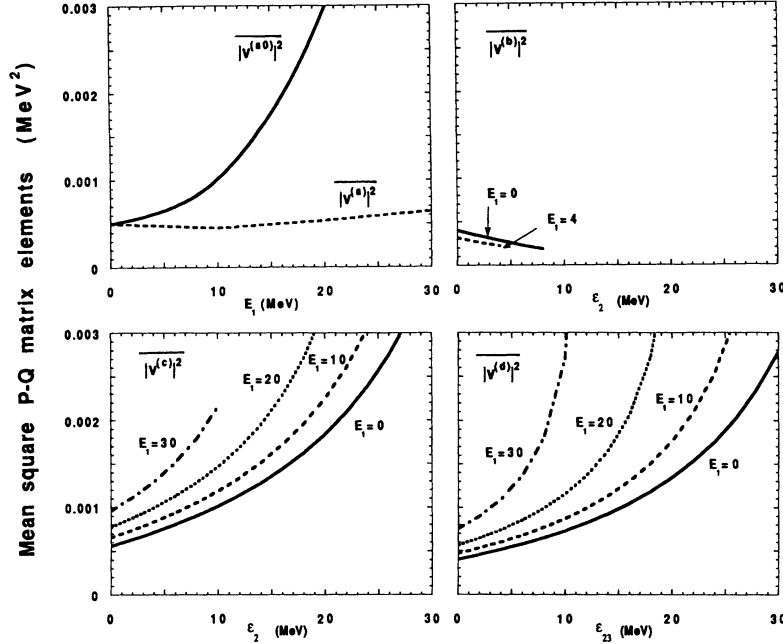 Mean square P-Q matrix elements (MeV²)
0.003
0.002
0.001
0
|V⁽ᵃ⁰⁾|²
|V⁽ᵃ⁾|²
0 10 20 30
E₁ (MeV)
|V⁽ᵇ⁾|²
E₁=0
E₁=4
0 10 20 30
ε₂ (MeV)
0.003
0.002
0.001
0
|V⁽ᶜ⁾|²
E₁=30
E₁=20
E₁=10
E₁=0
0 10 20 30
ε₂ (MeV)
|V⁽ᵈ⁾|²
E₁=30
E₁=20
E₁=10
E₁=0
0 10 20 30
ε₂₃ (MeV)